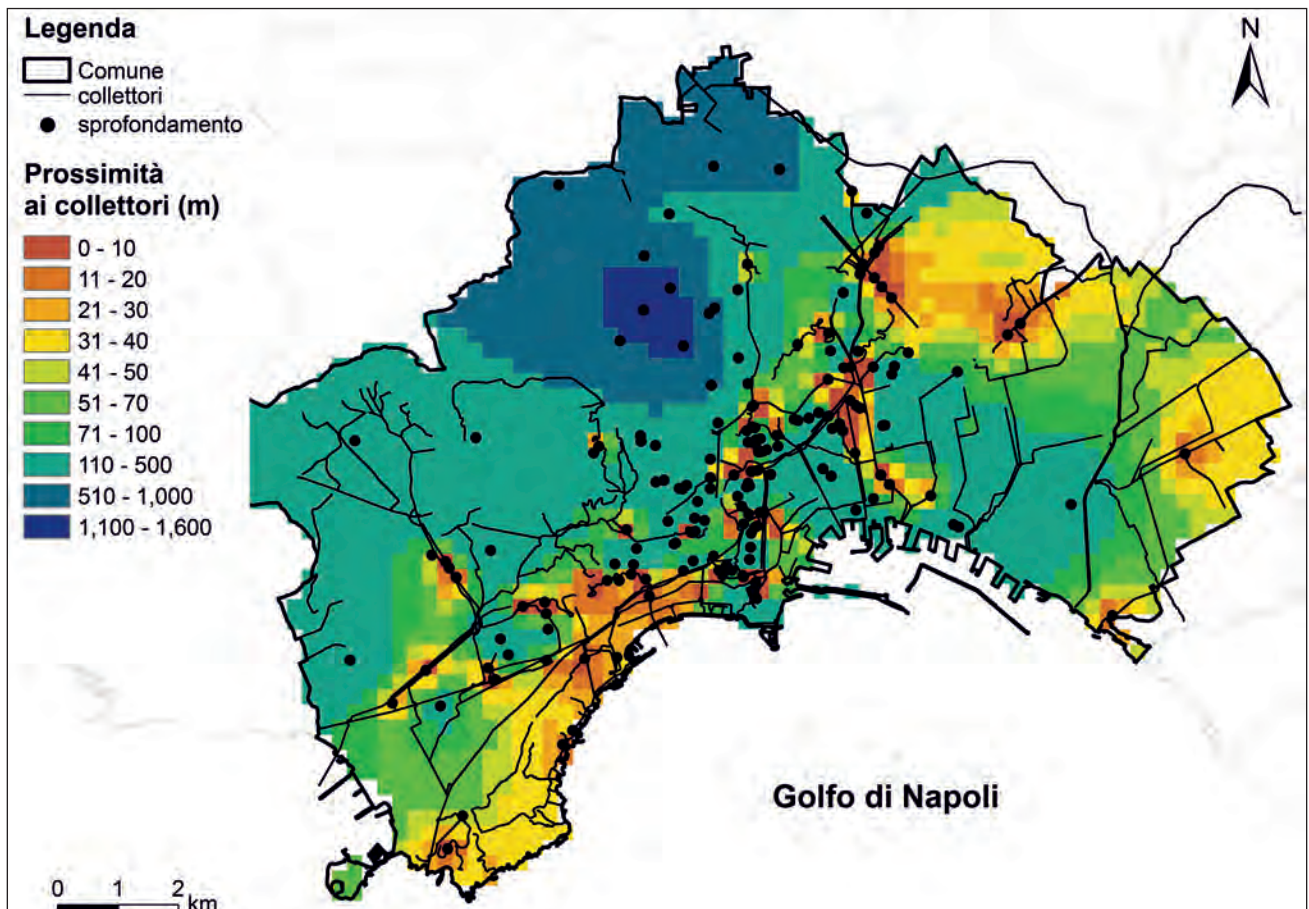 Legenda
Comune
collettori
sprofondamento
Prossimità
ai collettori (m)
0 - 10
11 - 20
21 - 30
31 - 40
41 - 50
51 - 70
71 - 100
110 - 500
510 - 1,000
1,100 - 1,600
N
Golfo di Napoli
0 1 2
km